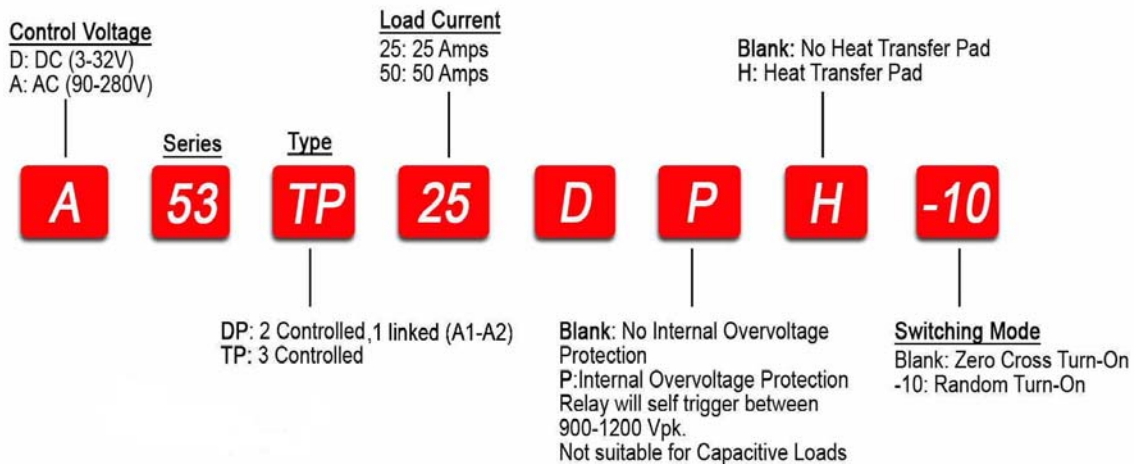 Control Voltage
D: DC (3-32V)
A: AC (90-280V)
Load Current
25: 25 Amps
50: 50 Amps
Blank: No Heat Transfer Pad
H: Heat Transfer Pad
Series
Type
A 53 TP 25 D P H -10
DP: 2 Controlled,1 linked (A1-A2)
TP: 3 Controlled
Blank: No Internal Overvoltage
Protection
P:Internal Overvoltage Protection
Relay will self trigger between
900-1200 Vpk.
Not suitable for Capacitive Loads
Switching Mode
Blank: Zero Cross Turn-On
-10: Random Turn-On